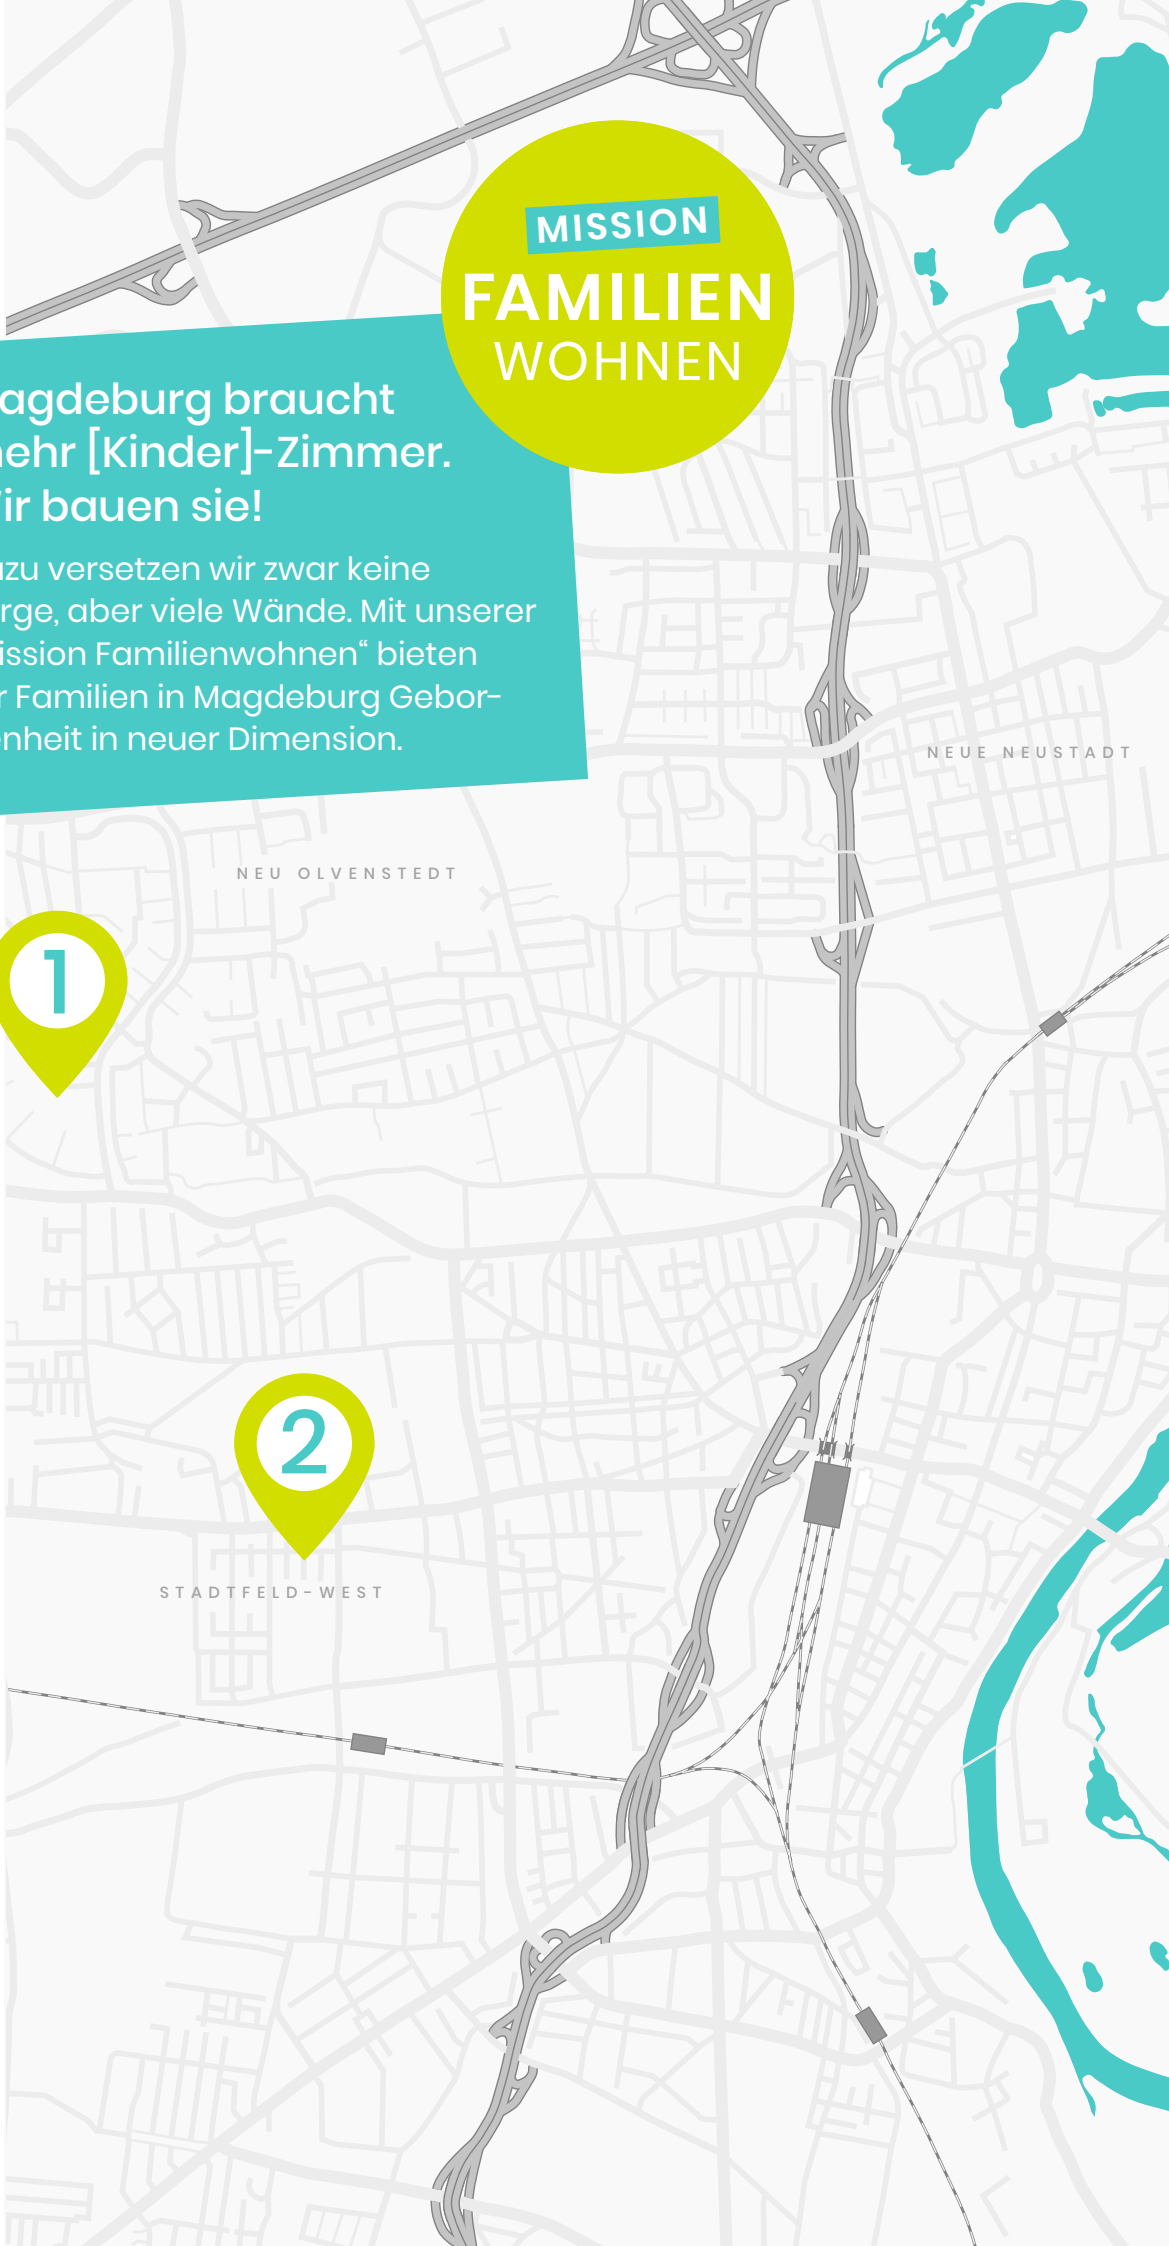 MISSION
FAMILIEN
WOHNEN
agdeburg braucht
ehr [Kinder]-Zimmer.
ir bauen sie!
zu versetzen wir zwar keine
rge, aber viele Wände. Mit unserer
ission Familienwohnen“ bieten
r Familien in Magdeburg Gebor-
enheit in neuer Dimension.
NEUE NEUSTADT
NEU OLVENSTEDT
1
2
STADTFELD-WEST